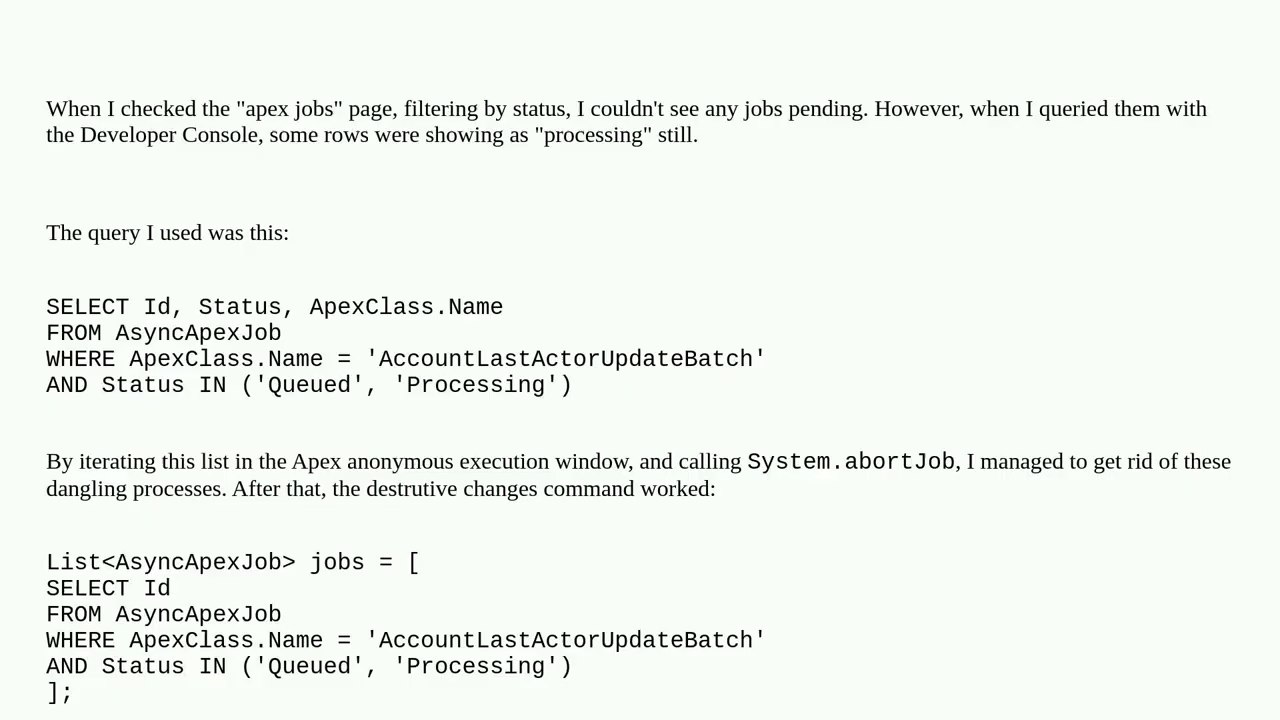 When I checked the "apex jobs" page, filtering by status, I couldn't see any jobs pending. However, when I queried them with
the Developer Console, some rows were showing as "processing" still.
The query I used was this:
SELECT Id, Status, ApexClass.Name
FROM AsyncApexJob
WHERE ApexClass.Name = 'AccountLastActorUpdateBatch'
AND Status IN ('Queued', 'Processing')
By iterating this list in the Apex anonymous execution window, and calling System.abortJob, I managed to get rid of these
dangling processes. After that, the destrutive changes command worked:
List<AsyncApexJob> jobs = [
SELECT Id
FROM AsyncApexJob
WHERE ApexClass.Name = 'AccountLastActorUpdateBatch'
AND Status IN ('Queued', 'Processing')
];